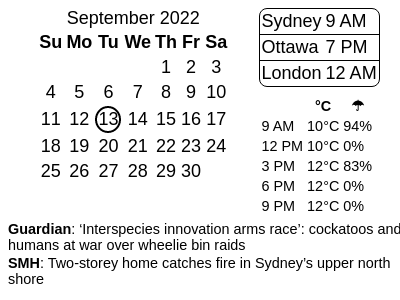 September 2022
Su Mo Tu We Th Fr Sa
1 2 3
4 5 6 7 8 9 10
11 12 13 14 15 16 17
18 19 20 21 22 23 24
25 26 27 28 29 30
Sydney 9 AM
Ottawa 7 PM
London 12 AM
°C ☂
9 AM 10°C 94%
12 PM 10°C 0%
3 PM 12°C 83%
6 PM 12°C 0%
9 PM 12°C 0%
Guardian: ‘Interspecies innovation arms race’: cockatoos and
humans at war over wheelie bin raids
SMH: Two-storey home catches fire in Sydney’s upper north
shore